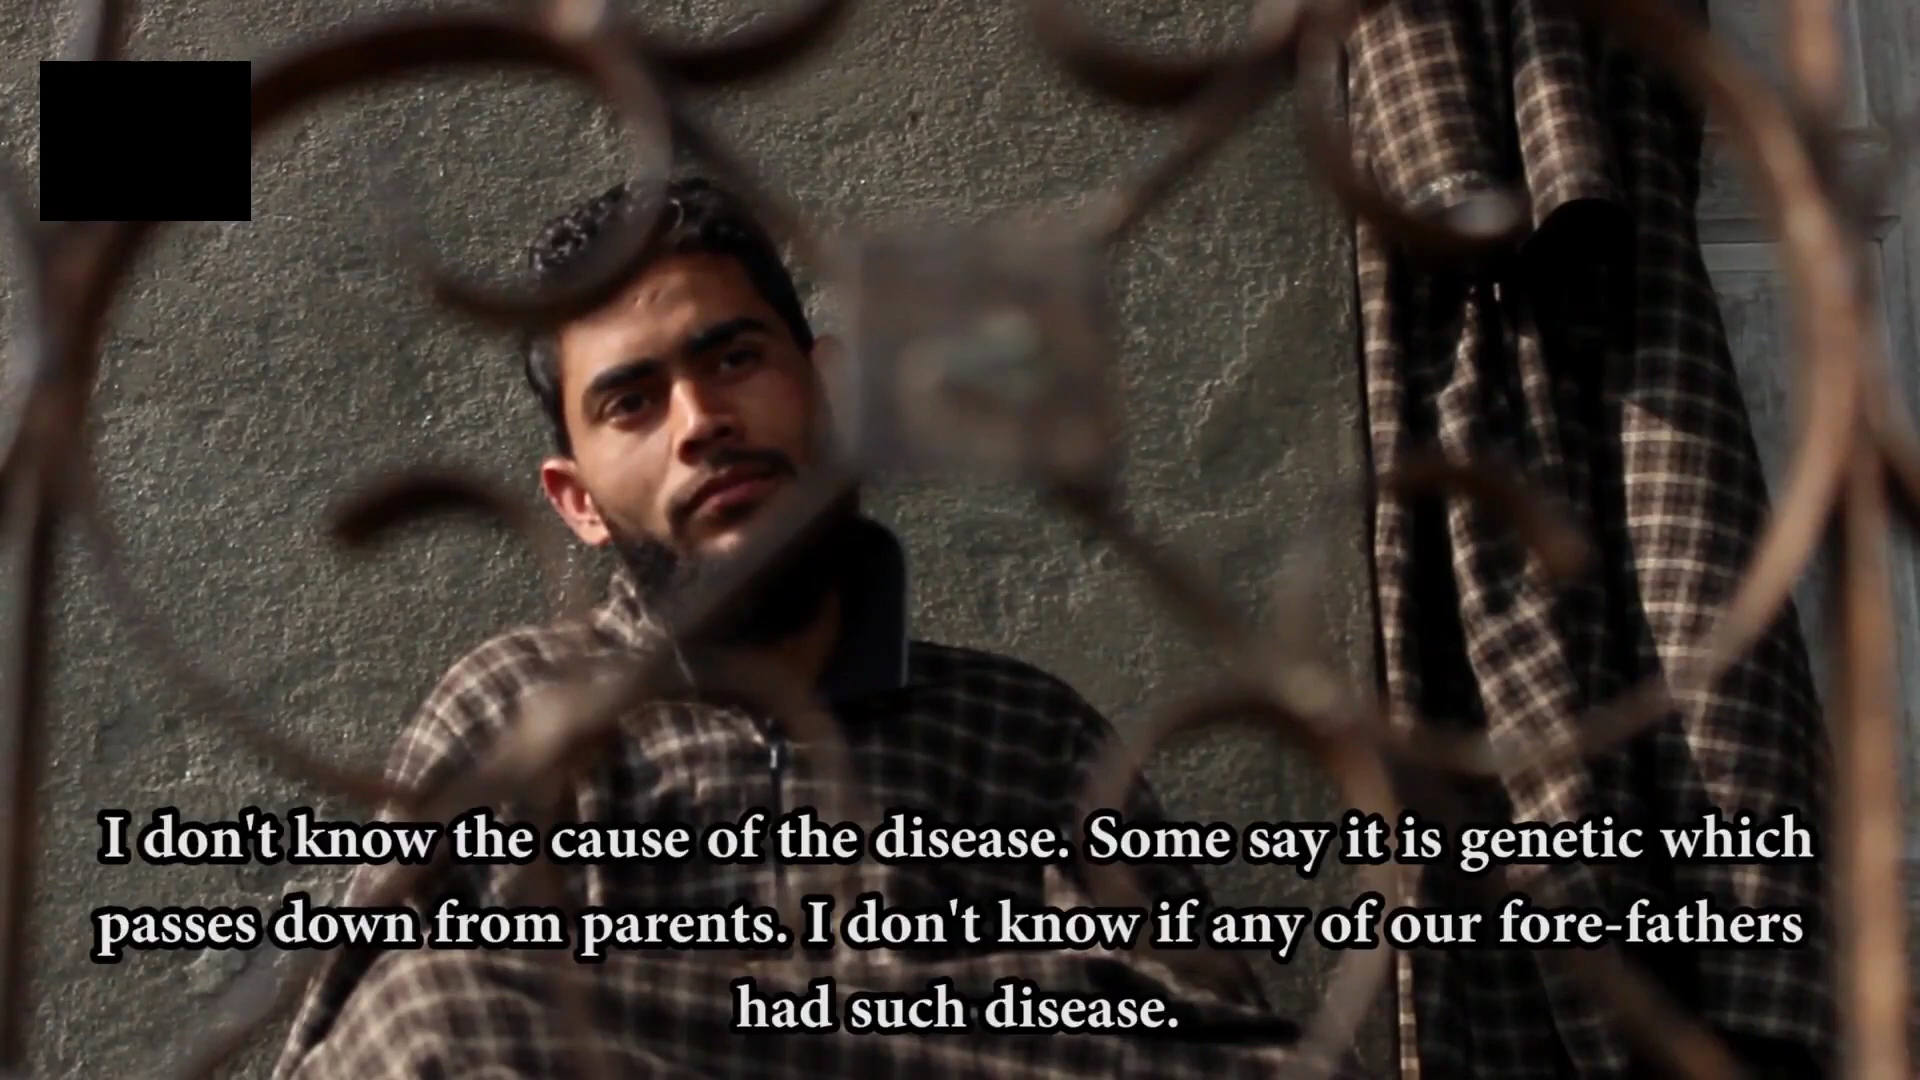 I don't know the cause of the disease. Some say it is genetic which
passes down from parents. I don't know if any of our fore-fathers
had such disease.